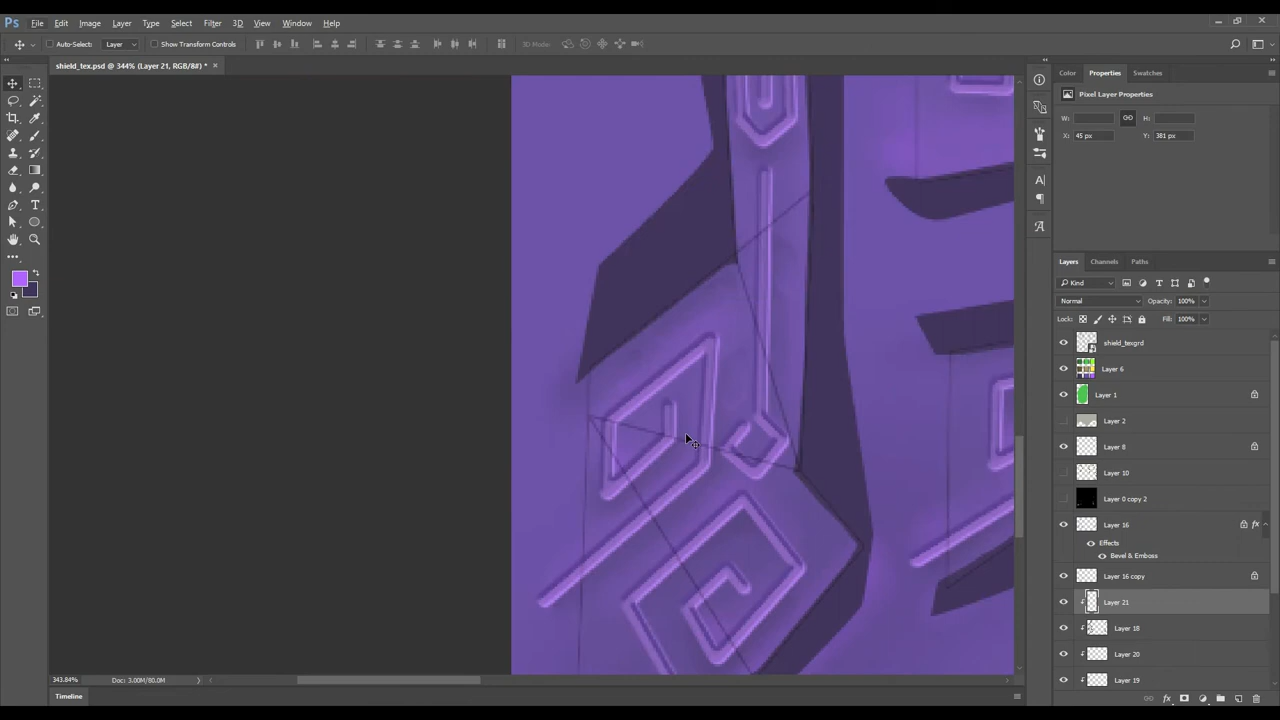 Ps File Edit Image Layer Type Select Filter 3D View Window Help
Auto-Select: Layer Show Transform Controls 3D Mode:
shield_tex.psd @ 344% (Layer 21, RGB/8#) * ×
Color Properties Swatches
Pixel Layer Properties
W: H:
X: 45 px Y: 381 px
Layers Channels Paths
Kind
Normal Opacity: 100%
Lock: Fill: 100%
shield_texgrd
Layer 6
Layer 1
Layer 2
Layer 8
Layer 10
Layer 0 copy 2
Layer 16 fx
Effects
Bevel & Emboss
Layer 16 copy
Layer 21
Layer 18
Layer 20
Layer 19
343.84% Doc: 3.00M/80.0M
Timeline